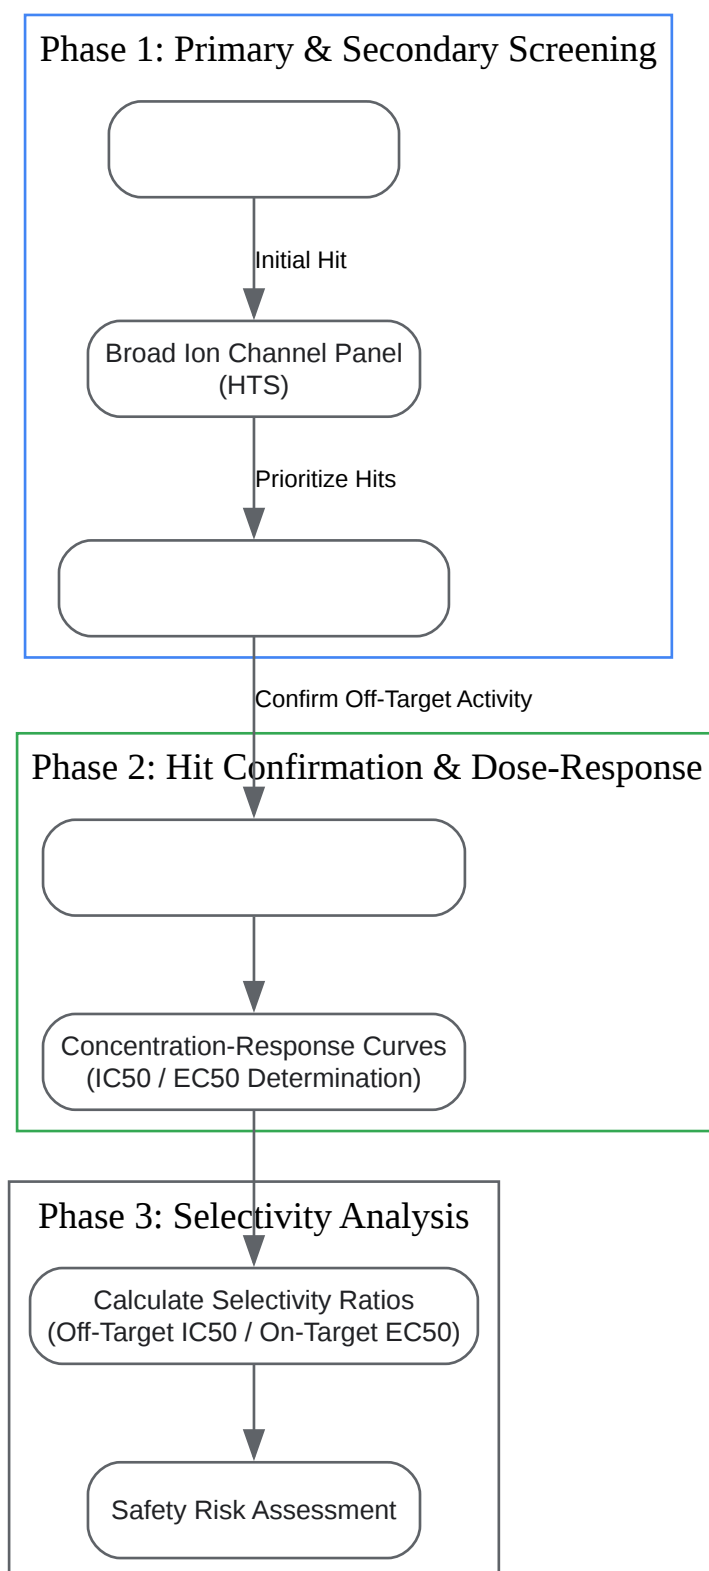 Phase 1: Primary & Secondary Screening
Initial Hit
Broad Ion Channel Panel
(HTS)
Prioritize Hits
Confirm Off-Target Activity
Phase 2: Hit Confirmation & Dose-Response
Concentration-Response Curves
(IC50 / EC50 Determination)
Phase 3: Selectivity Analysis
Calculate Selectivity Ratios
(Off-Target IC50 / On-Target EC50)
Safety Risk Assessment